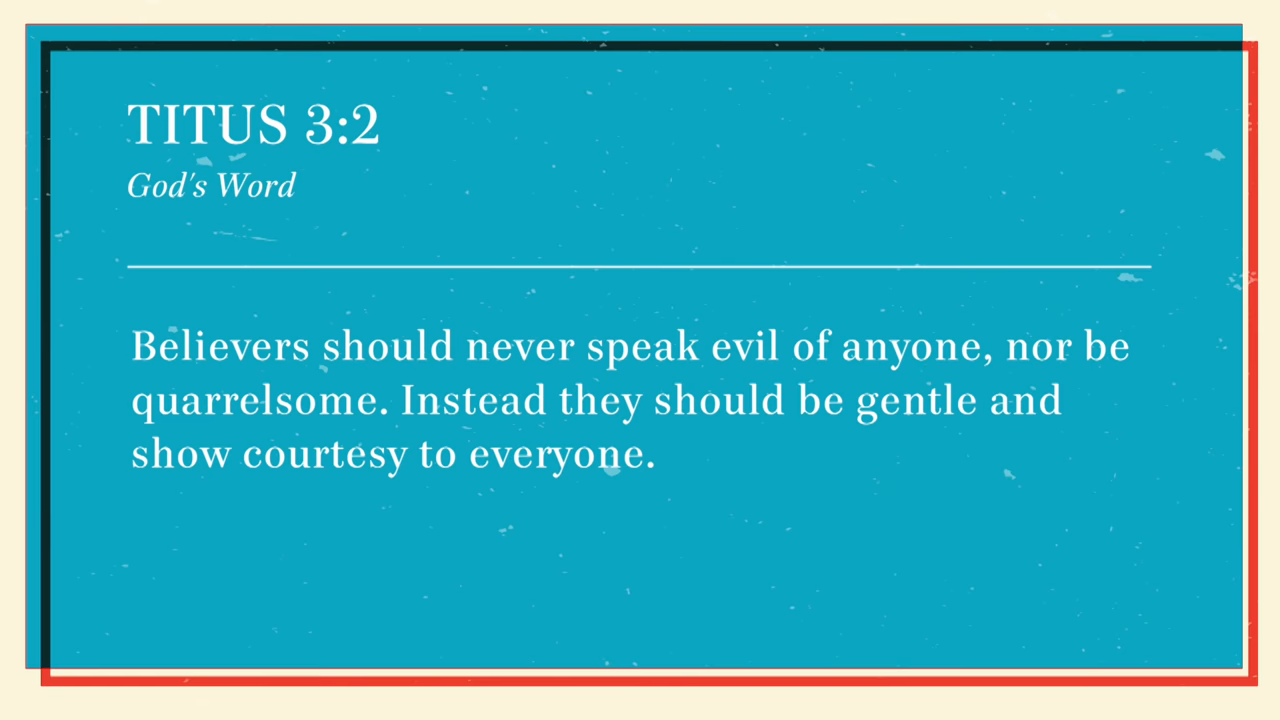 TITUS 3:2
God's Word
Believers should never speak evil of anyone, nor be
quarrelsome. Instead they should be gentle and
show courtesy to everyone.